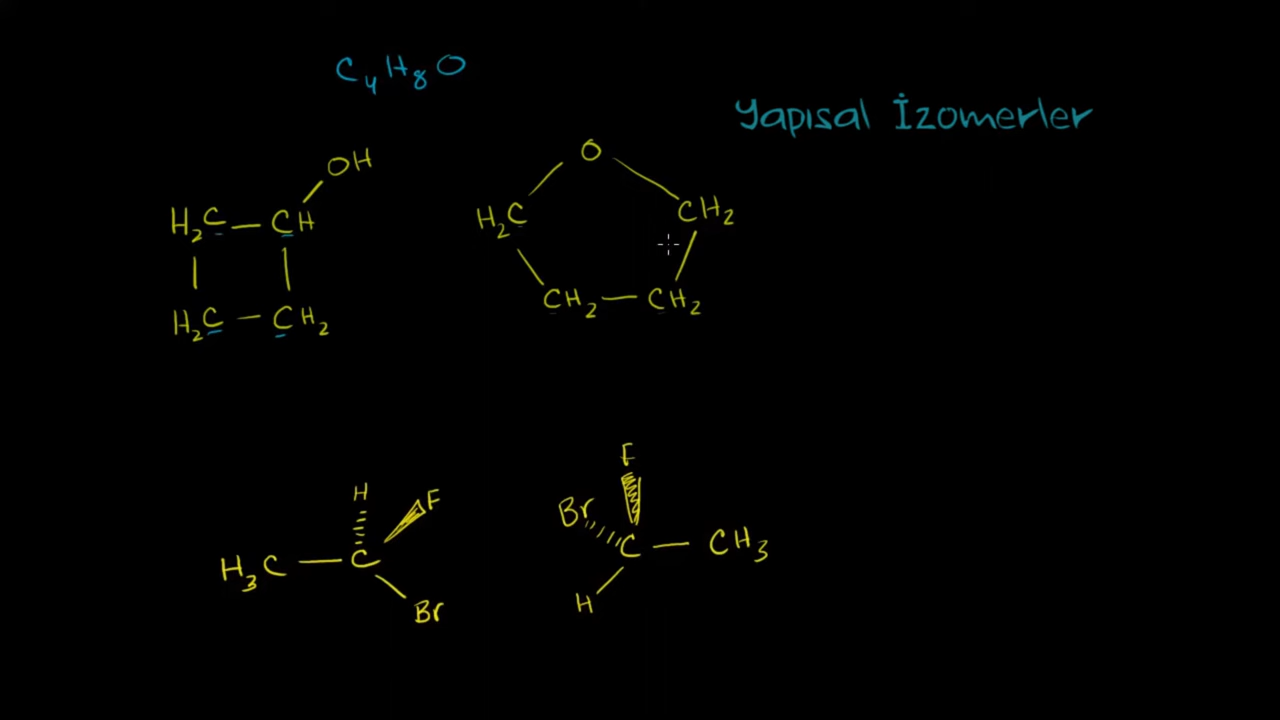 C₄H₈O
Yapısal İzomerler
OH
H₂C — CH
H₂C — CH₂
O
H₂C CH₂
CH₂ — CH₂
H F
H₃C — C
Br
F
Br C — CH₃
H